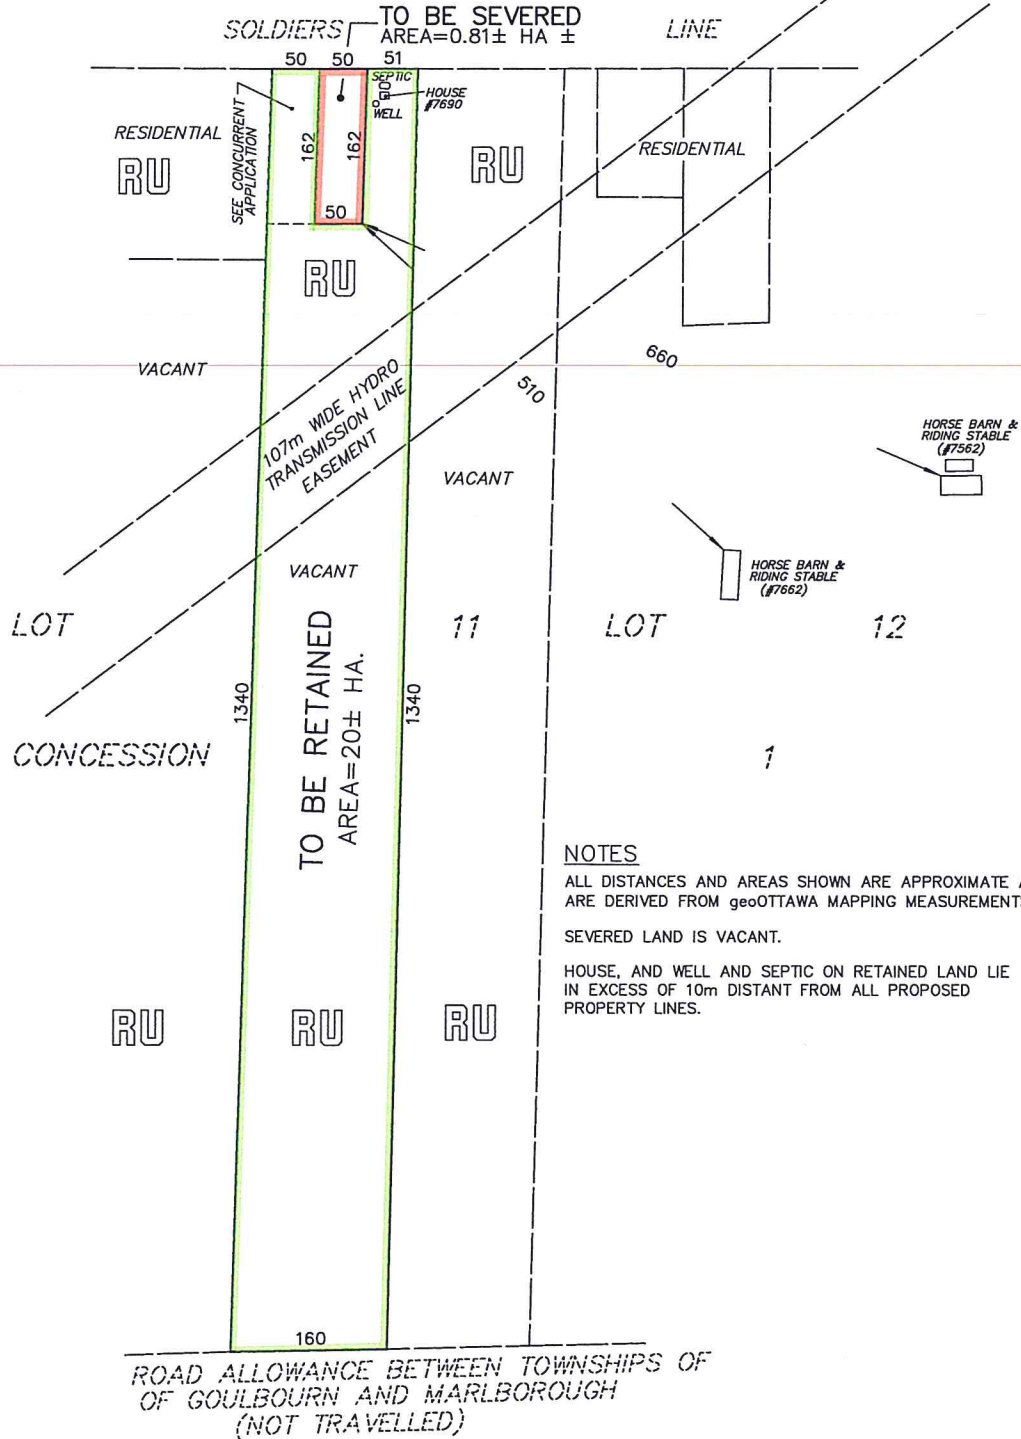 TO BE SEVERED
SOLDIERS
AREA=0.81± HA ±
LINE
50
50
51
SEPTIC
HOUSE
#7690
WELL
RESIDENTIAL
RU
SEE CONCURRENT
APPLICATION
162
162
RU
RESIDENTIAL
50
RU
VACANT
660
510
107m WIDE HYDRO
TRANSMISSION LINE
EASEMENT
VACANT
HORSE BARN &
RIDING STABLE
(#7562)
VACANT
HORSE BARN &
RIDING STABLE
(#7662)
LOT
11
LOT
12
TO BE RETAINED
AREA=20± HA.
1340
1340
CONCESSION
1
NOTES
ALL DISTANCES AND AREAS SHOWN ARE APPROXIMATE
ARE DERIVED FROM geoOTTAWA MAPPING MEASUREMENT
SEVERED LAND IS VACANT.
HOUSE, AND WELL AND SEPTIC ON RETAINED LAND LIE
IN EXCESS OF 10m DISTANT FROM ALL PROPOSED
PROPERTY LINES.
RU
RU
RU
160
ROAD ALLOWANCE BETWEEN TOWNSHIPS OF
OF GOULBOURN AND MARLBOROUGH
(NOT TRAVELLED)